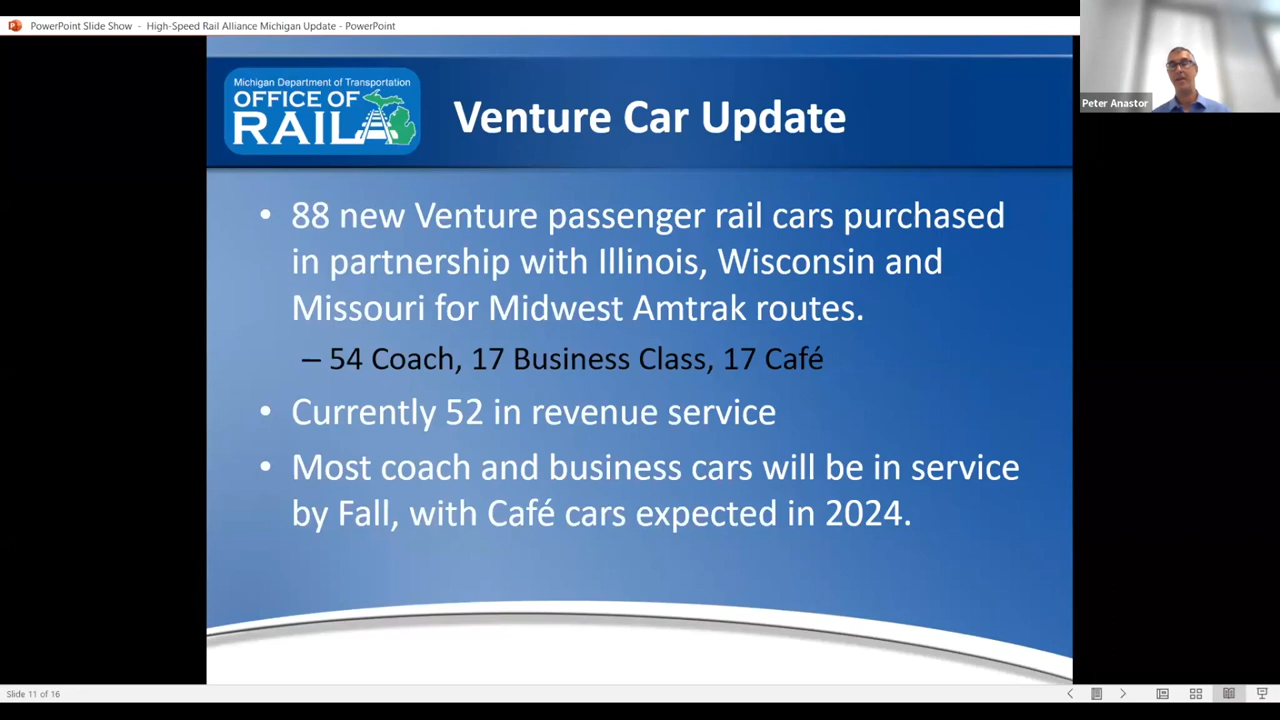 PowerPoint Slide Show - High-Speed Rail Alliance Michigan Update - PowerPoint
Peter Anastor
Michigan Department of Transportation
OFFICE OF
RAIL
Venture Car Update
• 88 new Venture passenger rail cars purchased
in partnership with Illinois, Wisconsin and
Missouri for Midwest Amtrak routes.
– 54 Coach, 17 Business Class, 17 Café
• Currently 52 in revenue service
• Most coach and business cars will be in service
by Fall, with Café cars expected in 2024.
Slide 11 of 16